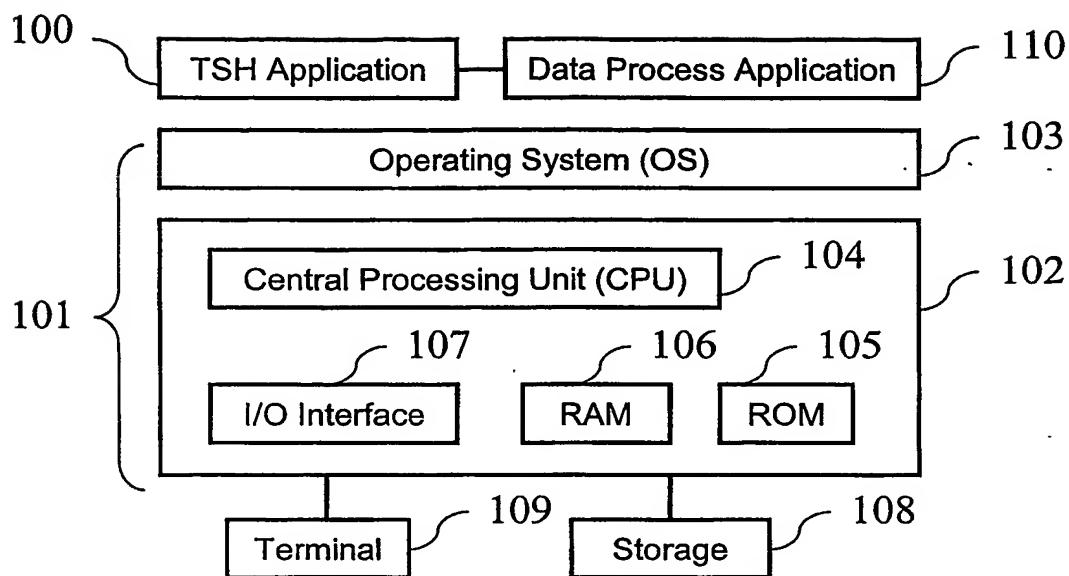 100 TSH Application Data Process Application 110
Operating System (OS) 103
Central Processing Unit (CPU) 104
102
101
107 106 105
I/O Interface RAM ROM
109 108
Terminal Storage